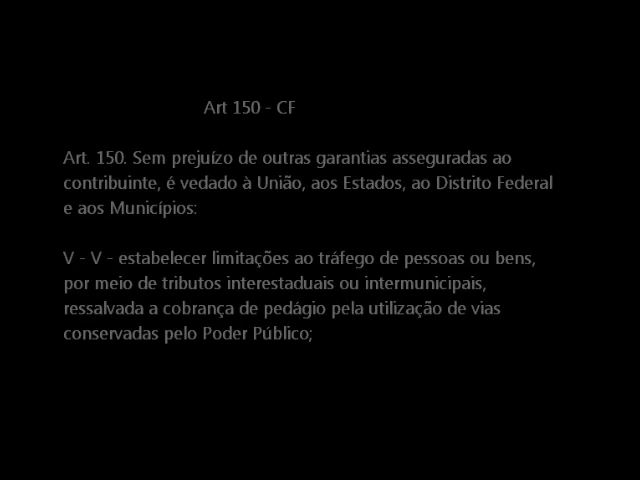 Art 150 - CF
Art. 150. Sem prejuízo de outras garantias asseguradas ao
contribuinte, é vedado à União, aos Estados, ao Distrito Federal
e aos Municípios:
V - V - estabelecer limitações ao tráfego de pessoas ou bens,
por meio de tributos interestaduais ou intermunicipais,
ressalvada a cobrança de pedágio pela utilização de vias
conservadas pelo Poder Público;